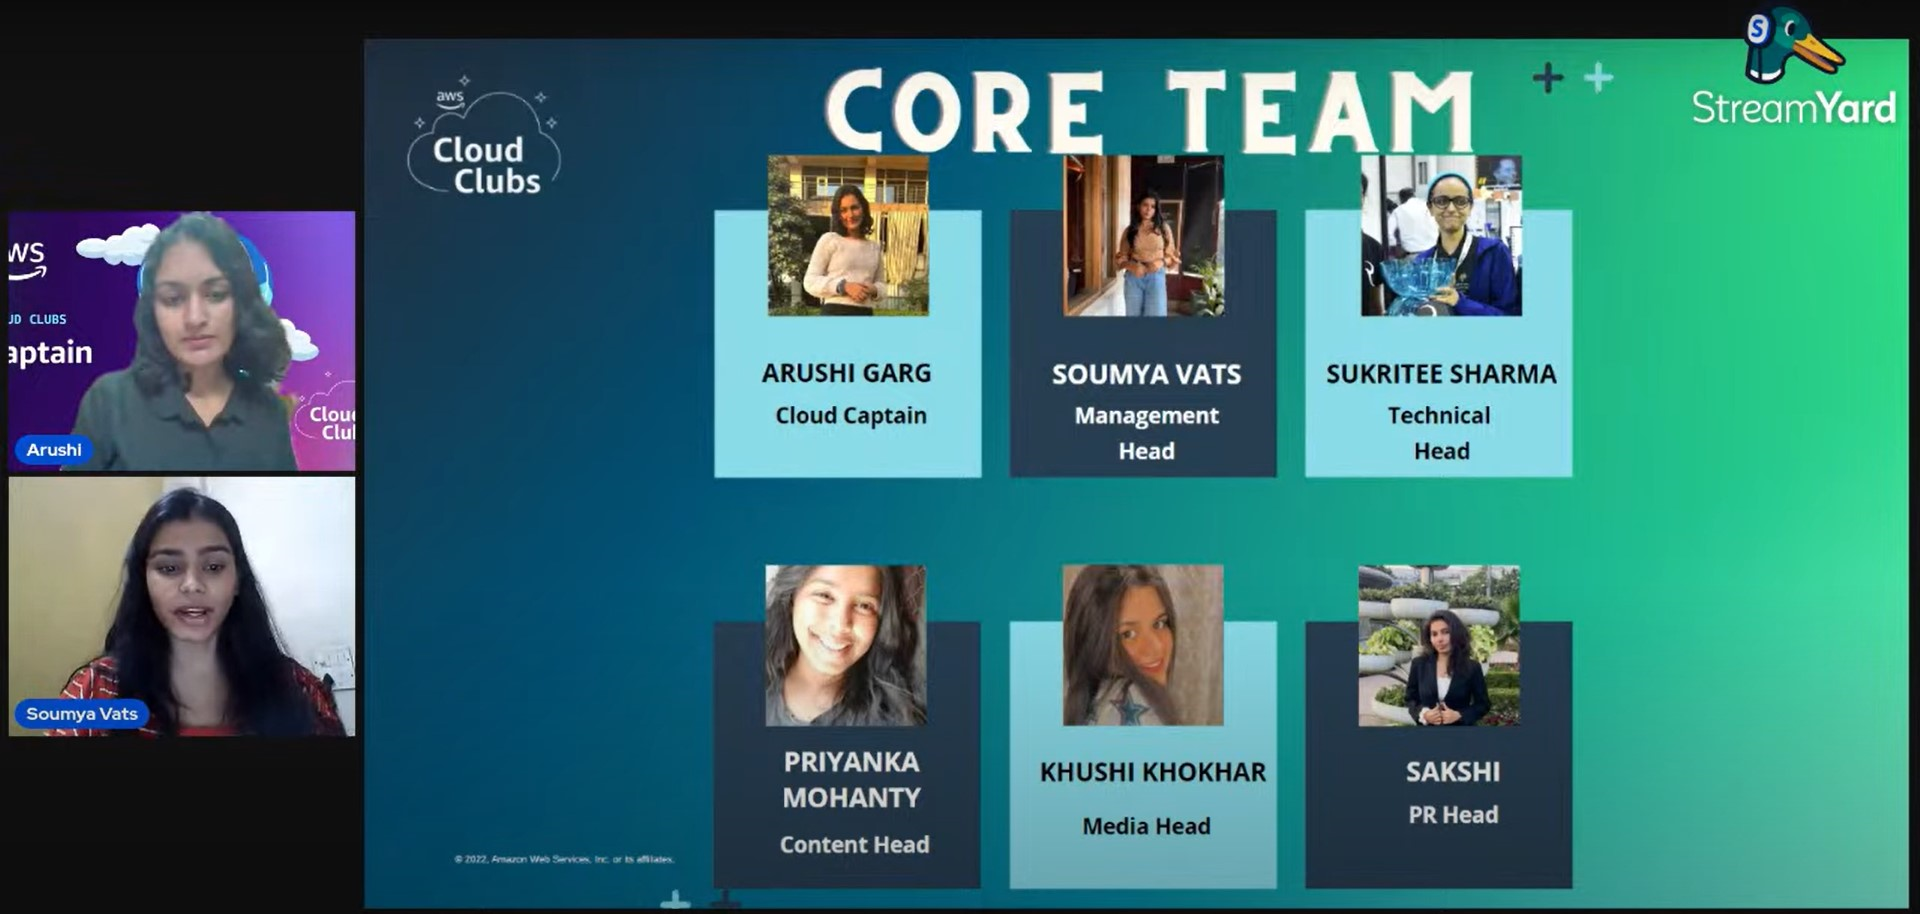 aws
Cloud
Clubs
CORE TEAM
StreamYard
WS
UD CLUBS
aptain
Clou
Clu
Arushi
Soumya Vats
ARUSHI GARG
Cloud Captain
SOUMYA VATS
Management
Head
SUKRITEE SHARMA
Technical
Head
PRIYANKA
MOHANTY
Content Head
KHUSHI KHOKHAR
Media Head
SAKSHI
PR Head
© 2022, Amazon Web Services, Inc. or its affiliates.